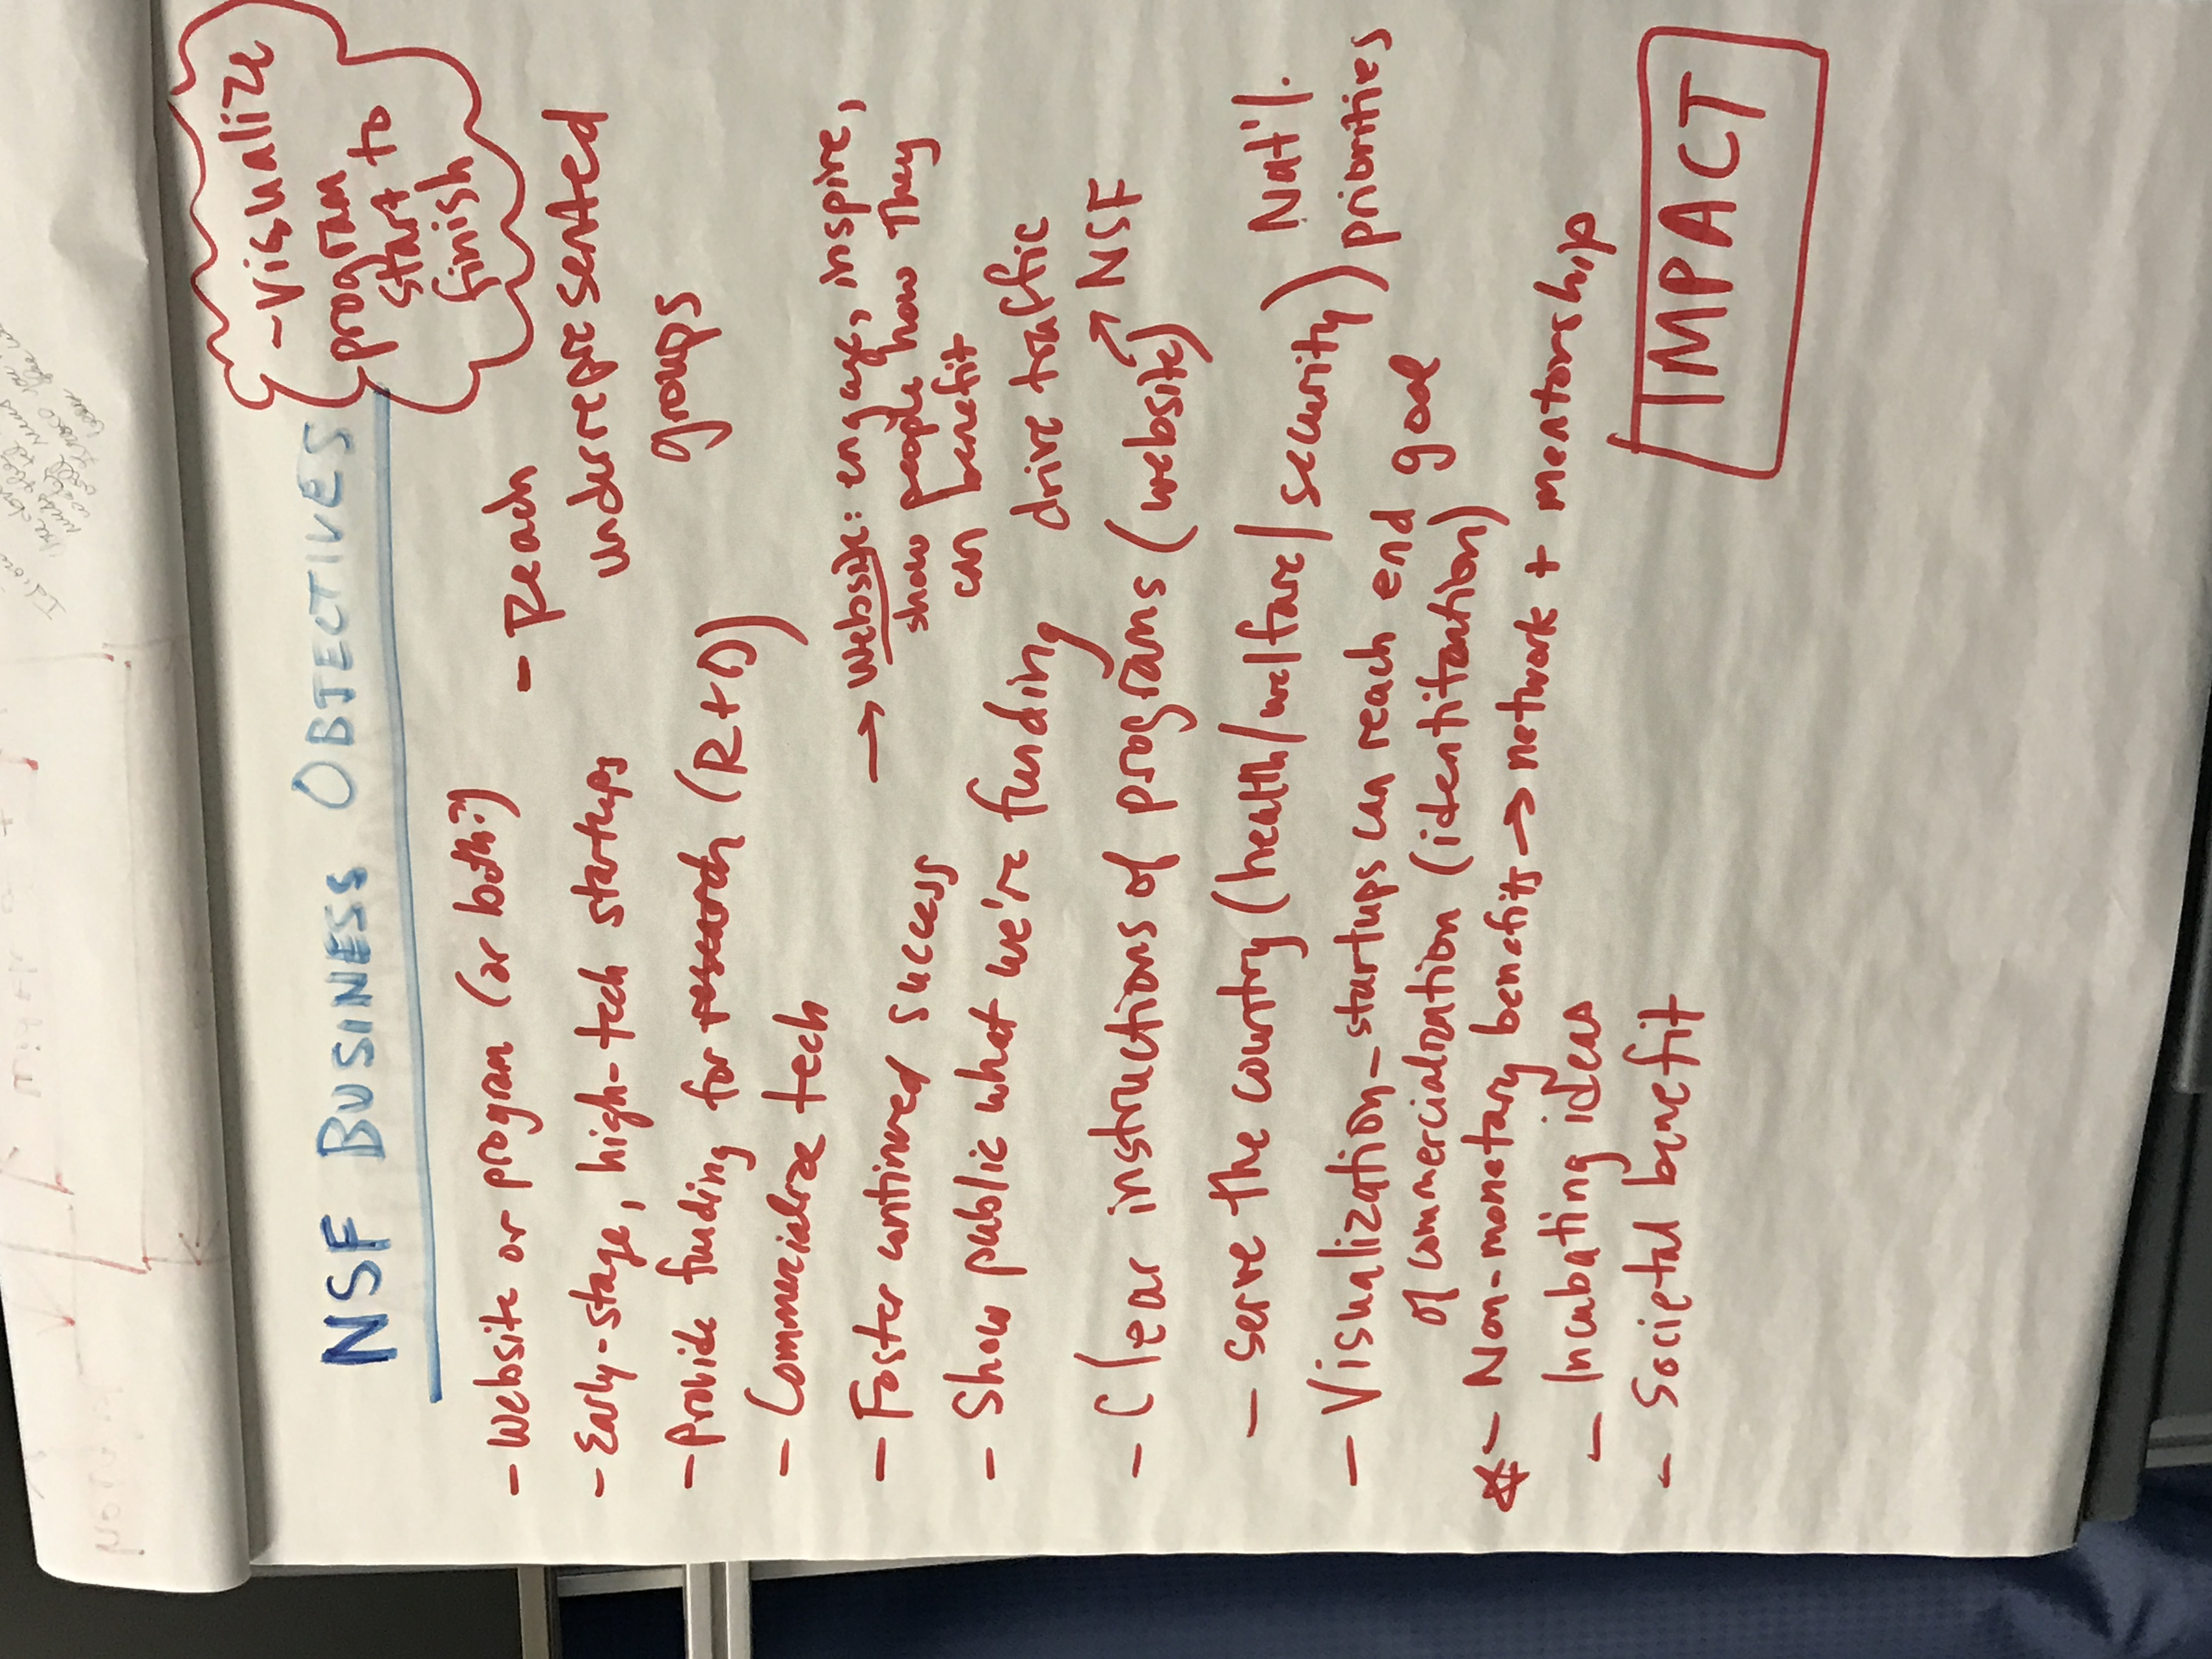 NSF BUSINESS OBJECTIVES
- visualize
program
start to
finish
- Website or program (or both?)
- Early-stage, high-tech startups
- Provide funding for research (R+D)
- Commercialize tech
- Foster continued success
- Show public what we're funding
- Clear instructions of programs (website)
- serve the country (health/welfare/security) Nat'l.
priorities
- Visualization - startups can reach end goal
of commercialization (identification)
- Non-monetary benefits → network + mentorship
- Incubating ideas
- Societal benefit
- Reach
underrepresented
groups
→ Website: engage, inspire,
show people how they
can benefit
drive traffic
→ NSF
IMPACT